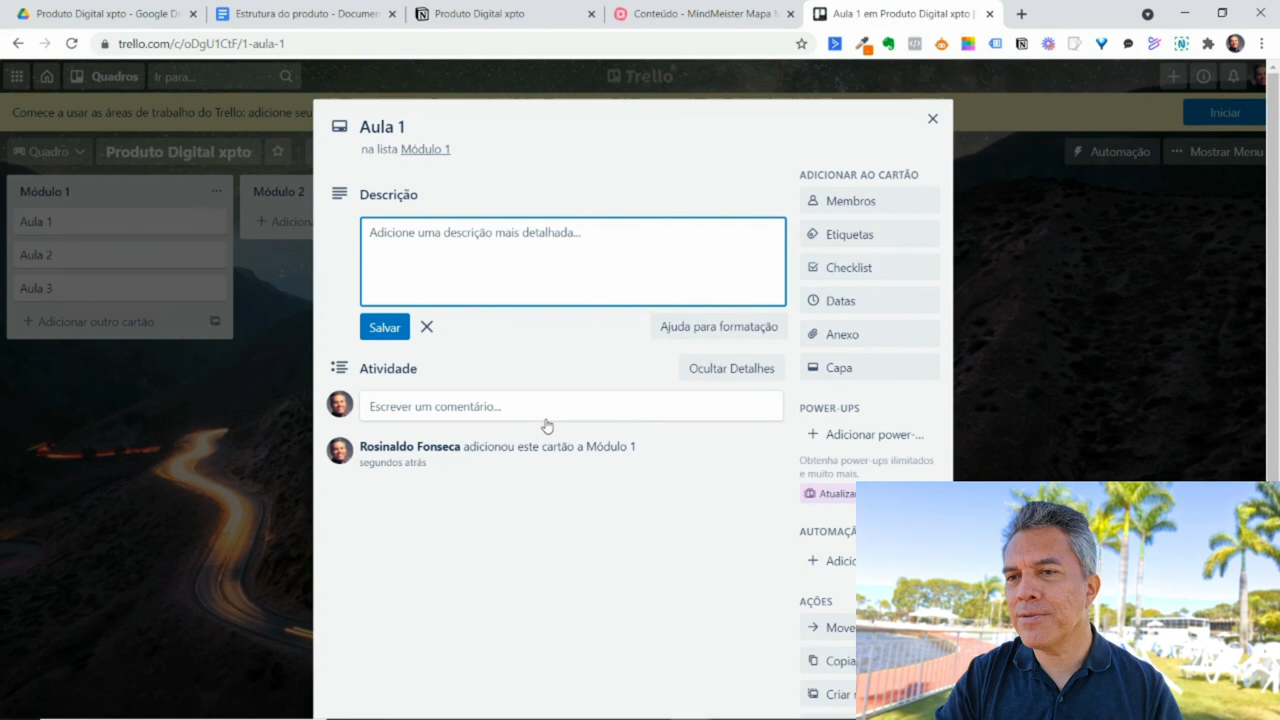 Produto Digital xpto - Google Dr
Estrutura do produto - Documen
Produto Digital xpto
Conteúdo - MindMeister Mapa M
Aula 1 em Produto Digital xpto |
trello.com/c/oDgU1CtF/1-aula-1
Quadros
Ir para...
Trello
Comece a usar as áreas de trabalho do Trello: adicione seu
Iniciar
Quadro
Produto Digital xpto
Automação
Mostrar Menu
Módulo 1
Aula 1
Aula 2
Aula 3
+ Adicionar outro cartão
Módulo 2
+ Adicion
Aula 1
na lista Módulo 1
Descrição
Adicione uma descrição mais detalhada...
Salvar
Ajuda para formatação
Atividade
Ocultar Detalhes
Escrever um comentário...
Rosinaldo Fonseca adicionou este cartão a Módulo 1
segundos atrás
ADICIONAR AO CARTÃO
Membros
Etiquetas
Checklist
Datas
Anexo
Capa
POWER-UPS
+ Adicionar power-...
Obtenha power-ups ilimitados
e muito mais.
Atualiza
AUTOMAÇÃ
+ Adicio
AÇÕES
Move
Copia
Criar